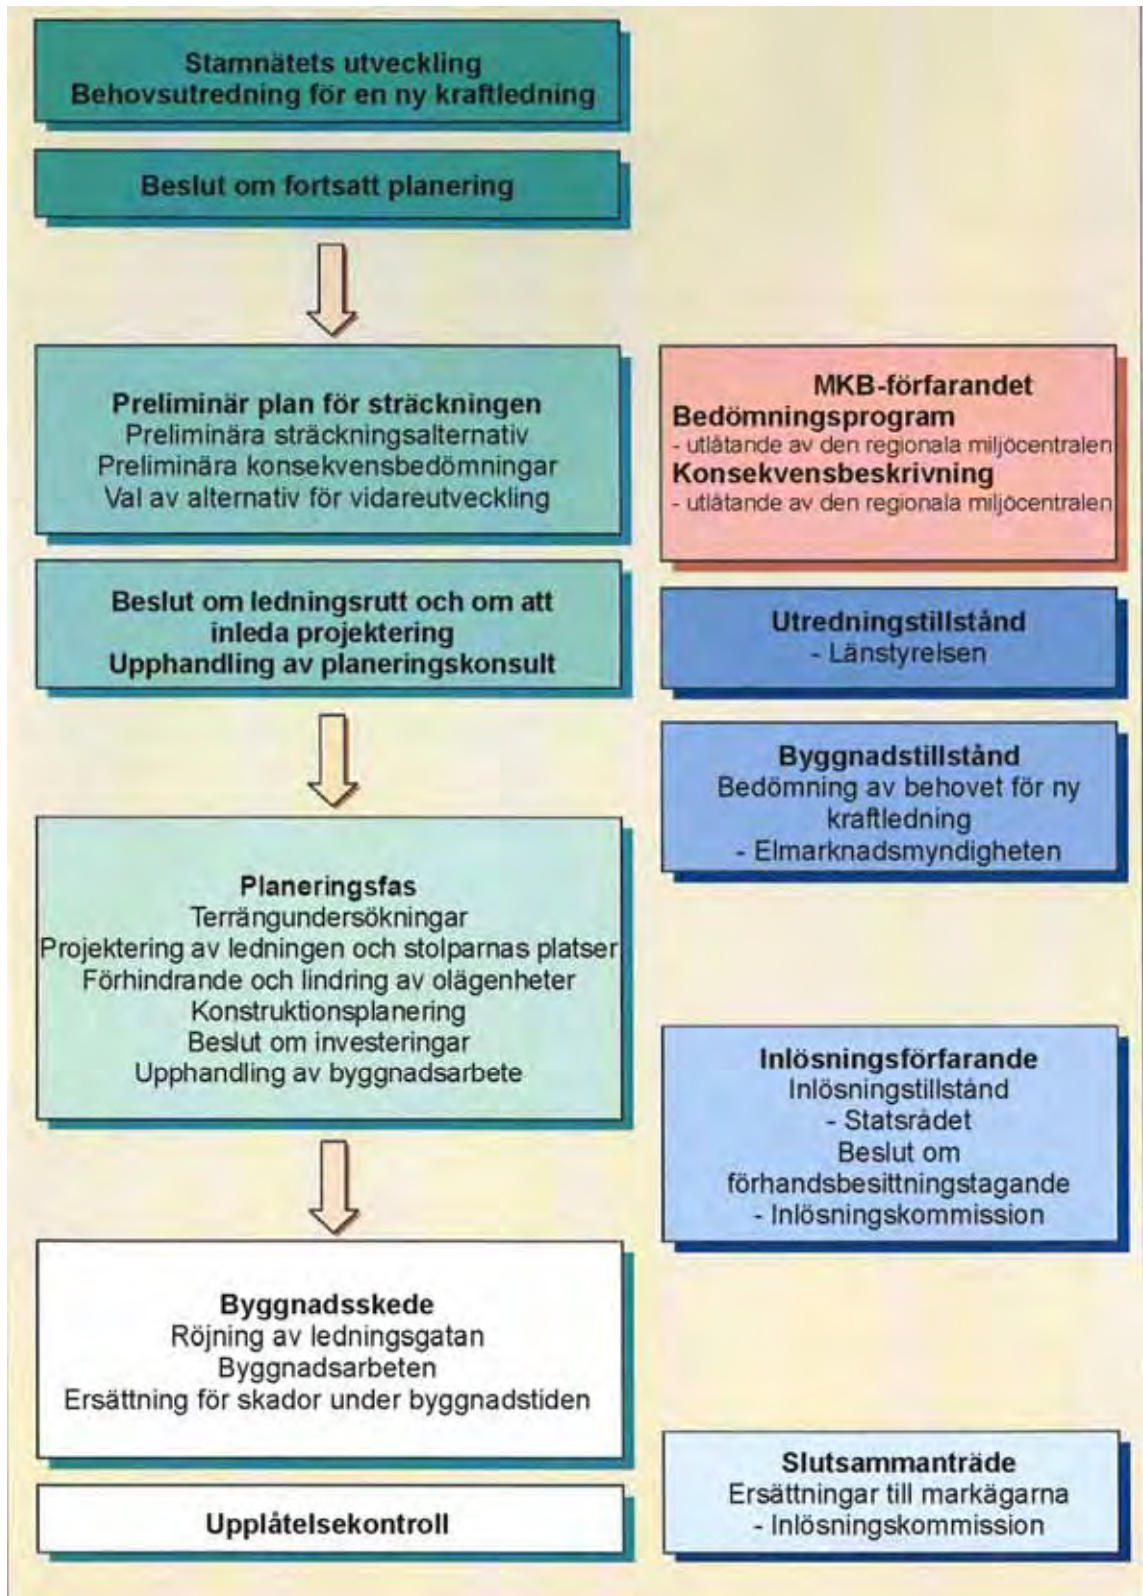 Stamnätets utveckling
Behovsutredning för en ny kraftledning
Beslut om fortsatt planering
Preliminär plan för sträckningen
Preliminära sträckningsalternativ
Preliminära konsekvensbedömningar
Val av alternativ för vidareutveckling
MKB-förfarandet
Bedömningsprogram
- utlåtande av den regionala miljöcentralen
Konsekvensbeskrivning
- utlåtande av den regionala miljöcentralen
Beslut om ledningsrutt och om att
inleda projektering
Upphandling av planeringskonsult
Utredningstillstånd
- Länstyrelsen
Byggnadstillstånd
Bedömning av behovet för ny
kraftledning
- Elmarknadsmyndigheten
Planeringsfas
Terrängundersökningar
Projektering av ledningen och stolparnas platser
Förhindrande och lindring av olägenheter
Konstruktionsplanering
Beslut om investeringar
Upphandling av byggnadsarbete
Inlösningsförfarande
Inlösningstillstånd
- Statsrådet
Beslut om
förhandsbesittningstagande
- Inlösningskommission
Byggnadsskede
Röjning av ledningsgatan
Byggnadsarbeten
Ersättning för skador under byggnadstiden
Upplåtelsekontroll
Slutsammanträde
Ersättningar till markägarna
- Inlösningskommission